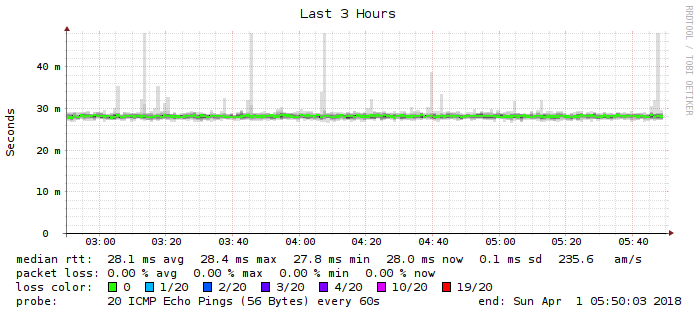 Last 3 Hours
RRDTOOL / TOBI OETIKER
Seconds
40 m
30 m
20 m
10 m
0
03:00 03:20 03:40 04:00 04:20 04:40 05:00 05:20 05:40
median rtt: 28.1 ms avg 28.4 ms max 27.8 ms min 28.0 ms now 0.1 ms sd 235.6 am/s
packet loss: 0.00 % avg 0.00 % max 0.00 % min 0.00 % now
loss color: 0 1/20 2/20 3/20 4/20 10/20 19/20
probe: 20 ICMP Echo Pings (56 Bytes) every 60s end: Sun Apr 1 05:50:03 2018